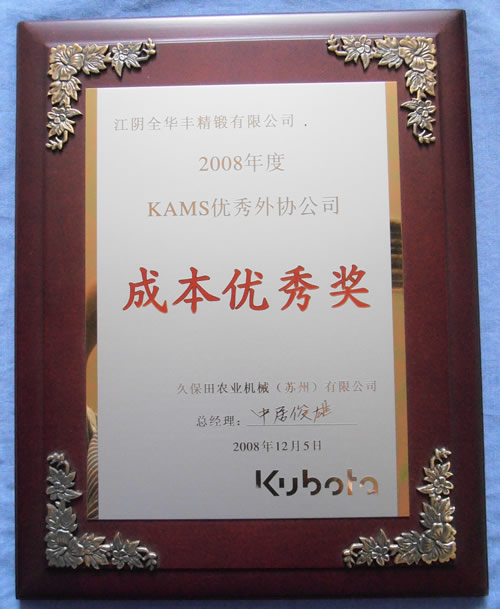 江阴全华丰精锻有限公司.
2008年度
KAMS优秀外协公司
成本优秀奖
久保田农业机械（苏州）有限公司
总经理：中居俊雄
2008年12月5日
Kubota